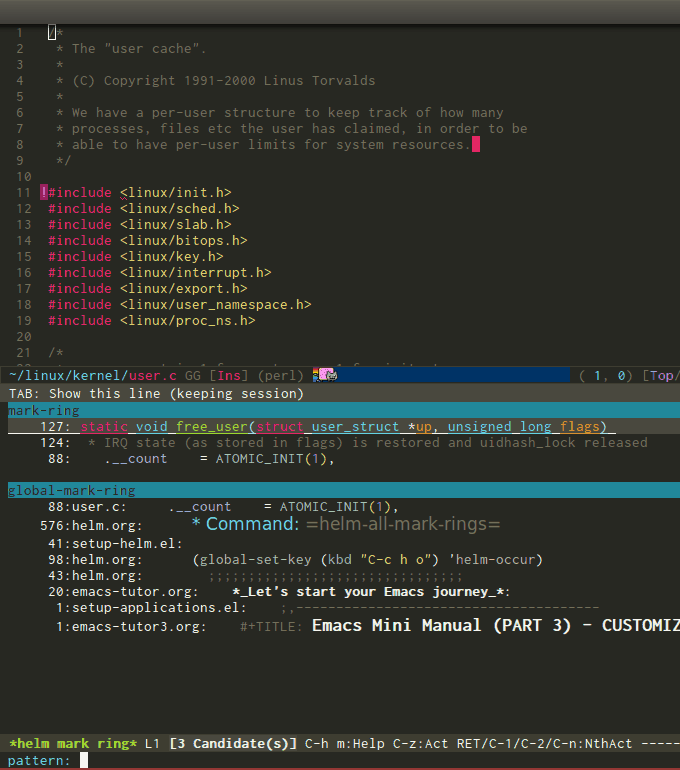 1 /*
2 * The "user cache".
3 *
4 * (C) Copyright 1991-2000 Linus Torvalds
5 *
6 * We have a per-user structure to keep track of how many
7 * processes, files etc the user has claimed, in order to be
8 * able to have per-user limits for system resources.
9 */
10
11 !#include <linux/init.h>
12 #include <linux/sched.h>
13 #include <linux/slab.h>
14 #include <linux/bitops.h>
15 #include <linux/key.h>
16 #include <linux/interrupt.h>
17 #include <linux/export.h>
18 #include <linux/user_namespace.h>
19 #include <linux/proc_ns.h>
20
21 /*
~/linux/kernel/user.c GG [Ins] (perl) ( 1, 0) [Top/
TAB: Show this line (keeping session)
mark-ring
127: static void free_user(struct user_struct *up, unsigned long flags)
124: * IRQ state (as stored in flags) is restored and uidhash_lock released
88: .__count = ATOMIC_INIT(1),
global-mark-ring
88:user.c: .__count = ATOMIC_INIT(1),
576:helm.org: * Command: =helm-all-mark-rings=
41:setup-helm.el:
98:helm.org: (global-set-key (kbd "C-c h o") 'helm-occur)
43:helm.org: ;;;;;;;;;;;;;;;;;;;;;;;;;;;;;;;;
20:emacs-tutor.org: *_Let's start your Emacs journey_*:
1:setup-applications.el: ;,--------------------------------------
1:emacs-tutor3.org: #+TITLE: Emacs Mini Manual (PART 3) - CUSTOMIZ
*helm mark ring* L1 [3 Candidate(s)] C-h m:Help C-z:Act RET/C-1/C-2/C-n:NthAct -----
pattern: